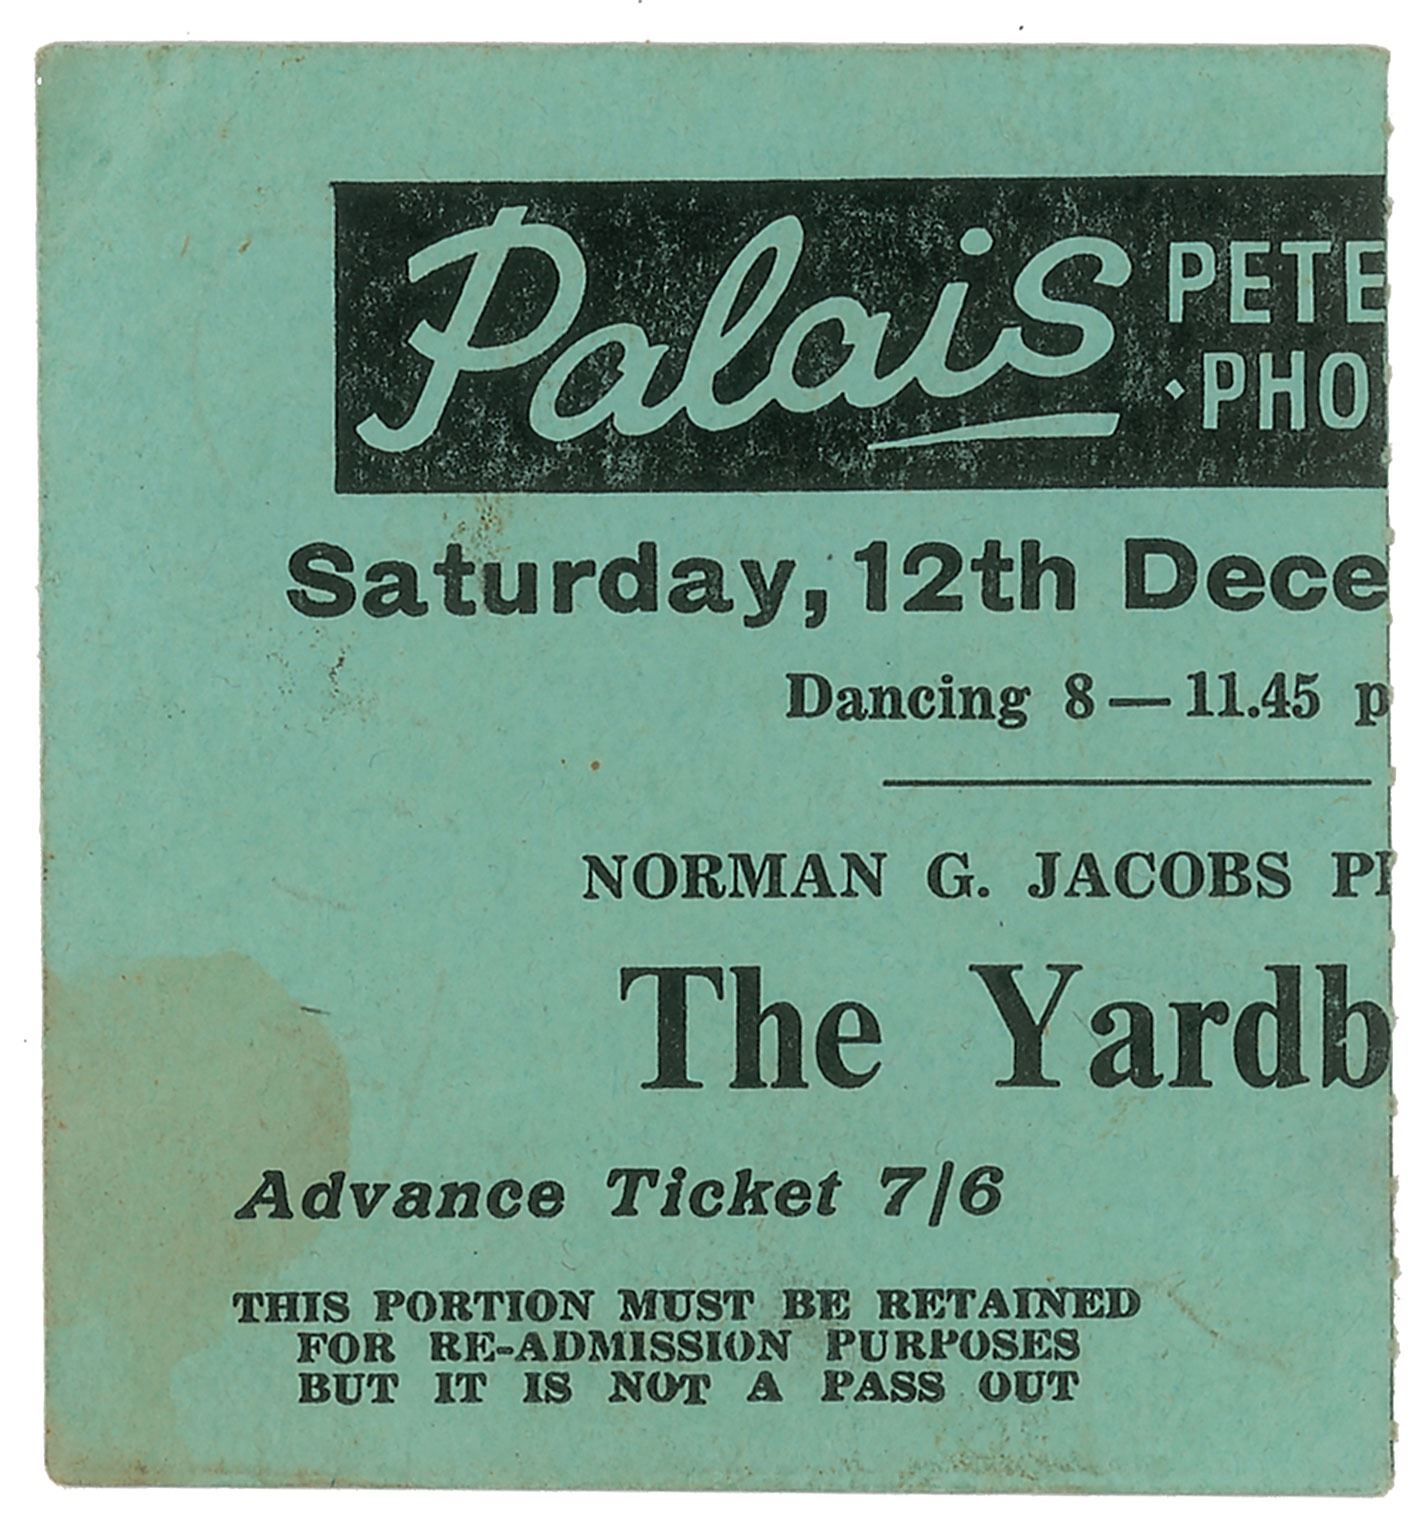 Palais PETE
·PHO
Saturday, 12th Dece
Dancing 8 — 11.45 p
NORMAN G. JACOBS PR
The Yardb
Advance Ticket 7/6
THIS PORTION MUST BE RETAINED
FOR RE-ADMISSION PURPOSES
BUT IT IS NOT A PASS OUT